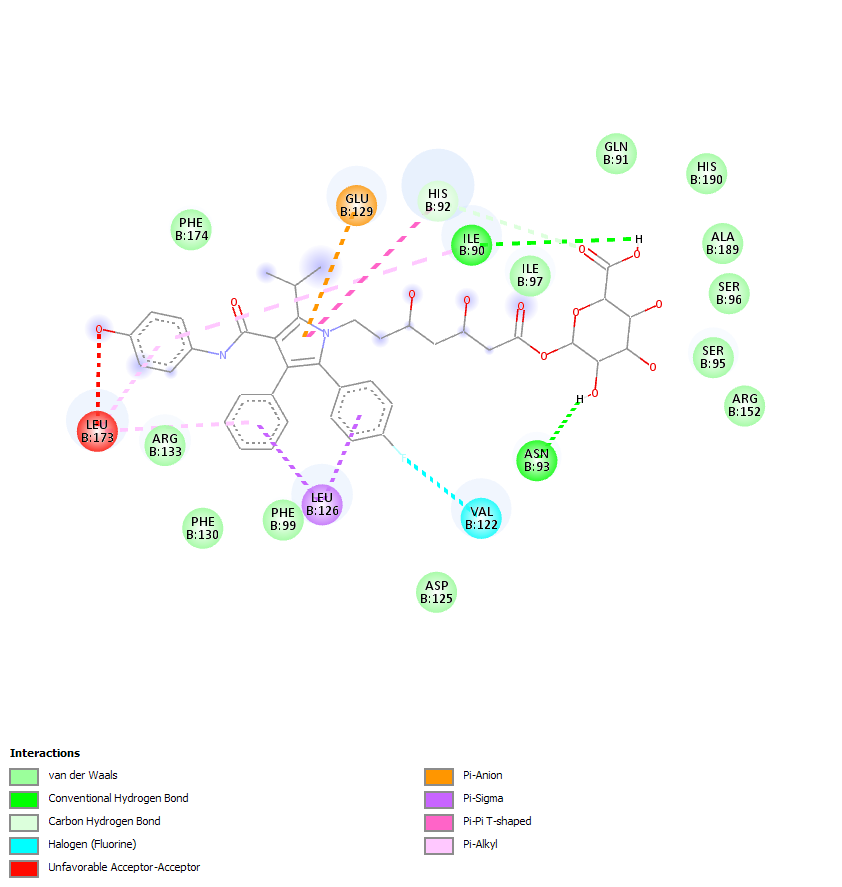 GLN
B:91
HIS
B:190
HIS
B:92
GLU
B:129
PHE
B:174
ILE
B:90
H
ALA
B:189
O
O
ILE
B:97
SER
B:96
O
O
O
O
O
O
O
N
SER
B:95
N
O
O
H
O
ARG
B:152
LEU
B:173
ARG
B:133
ASN
B:93
LEU
B:126
PHE
B:99
VAL
B:122
PHE
B:130
ASP
B:125
Interactions
van der Waals
Conventional Hydrogen Bond
Carbon Hydrogen Bond
Halogen (Fluorine)
Unfavorable Acceptor-Acceptor
Pi-Anion
Pi-Sigma
Pi-Pi T-shaped
Pi-Alkyl